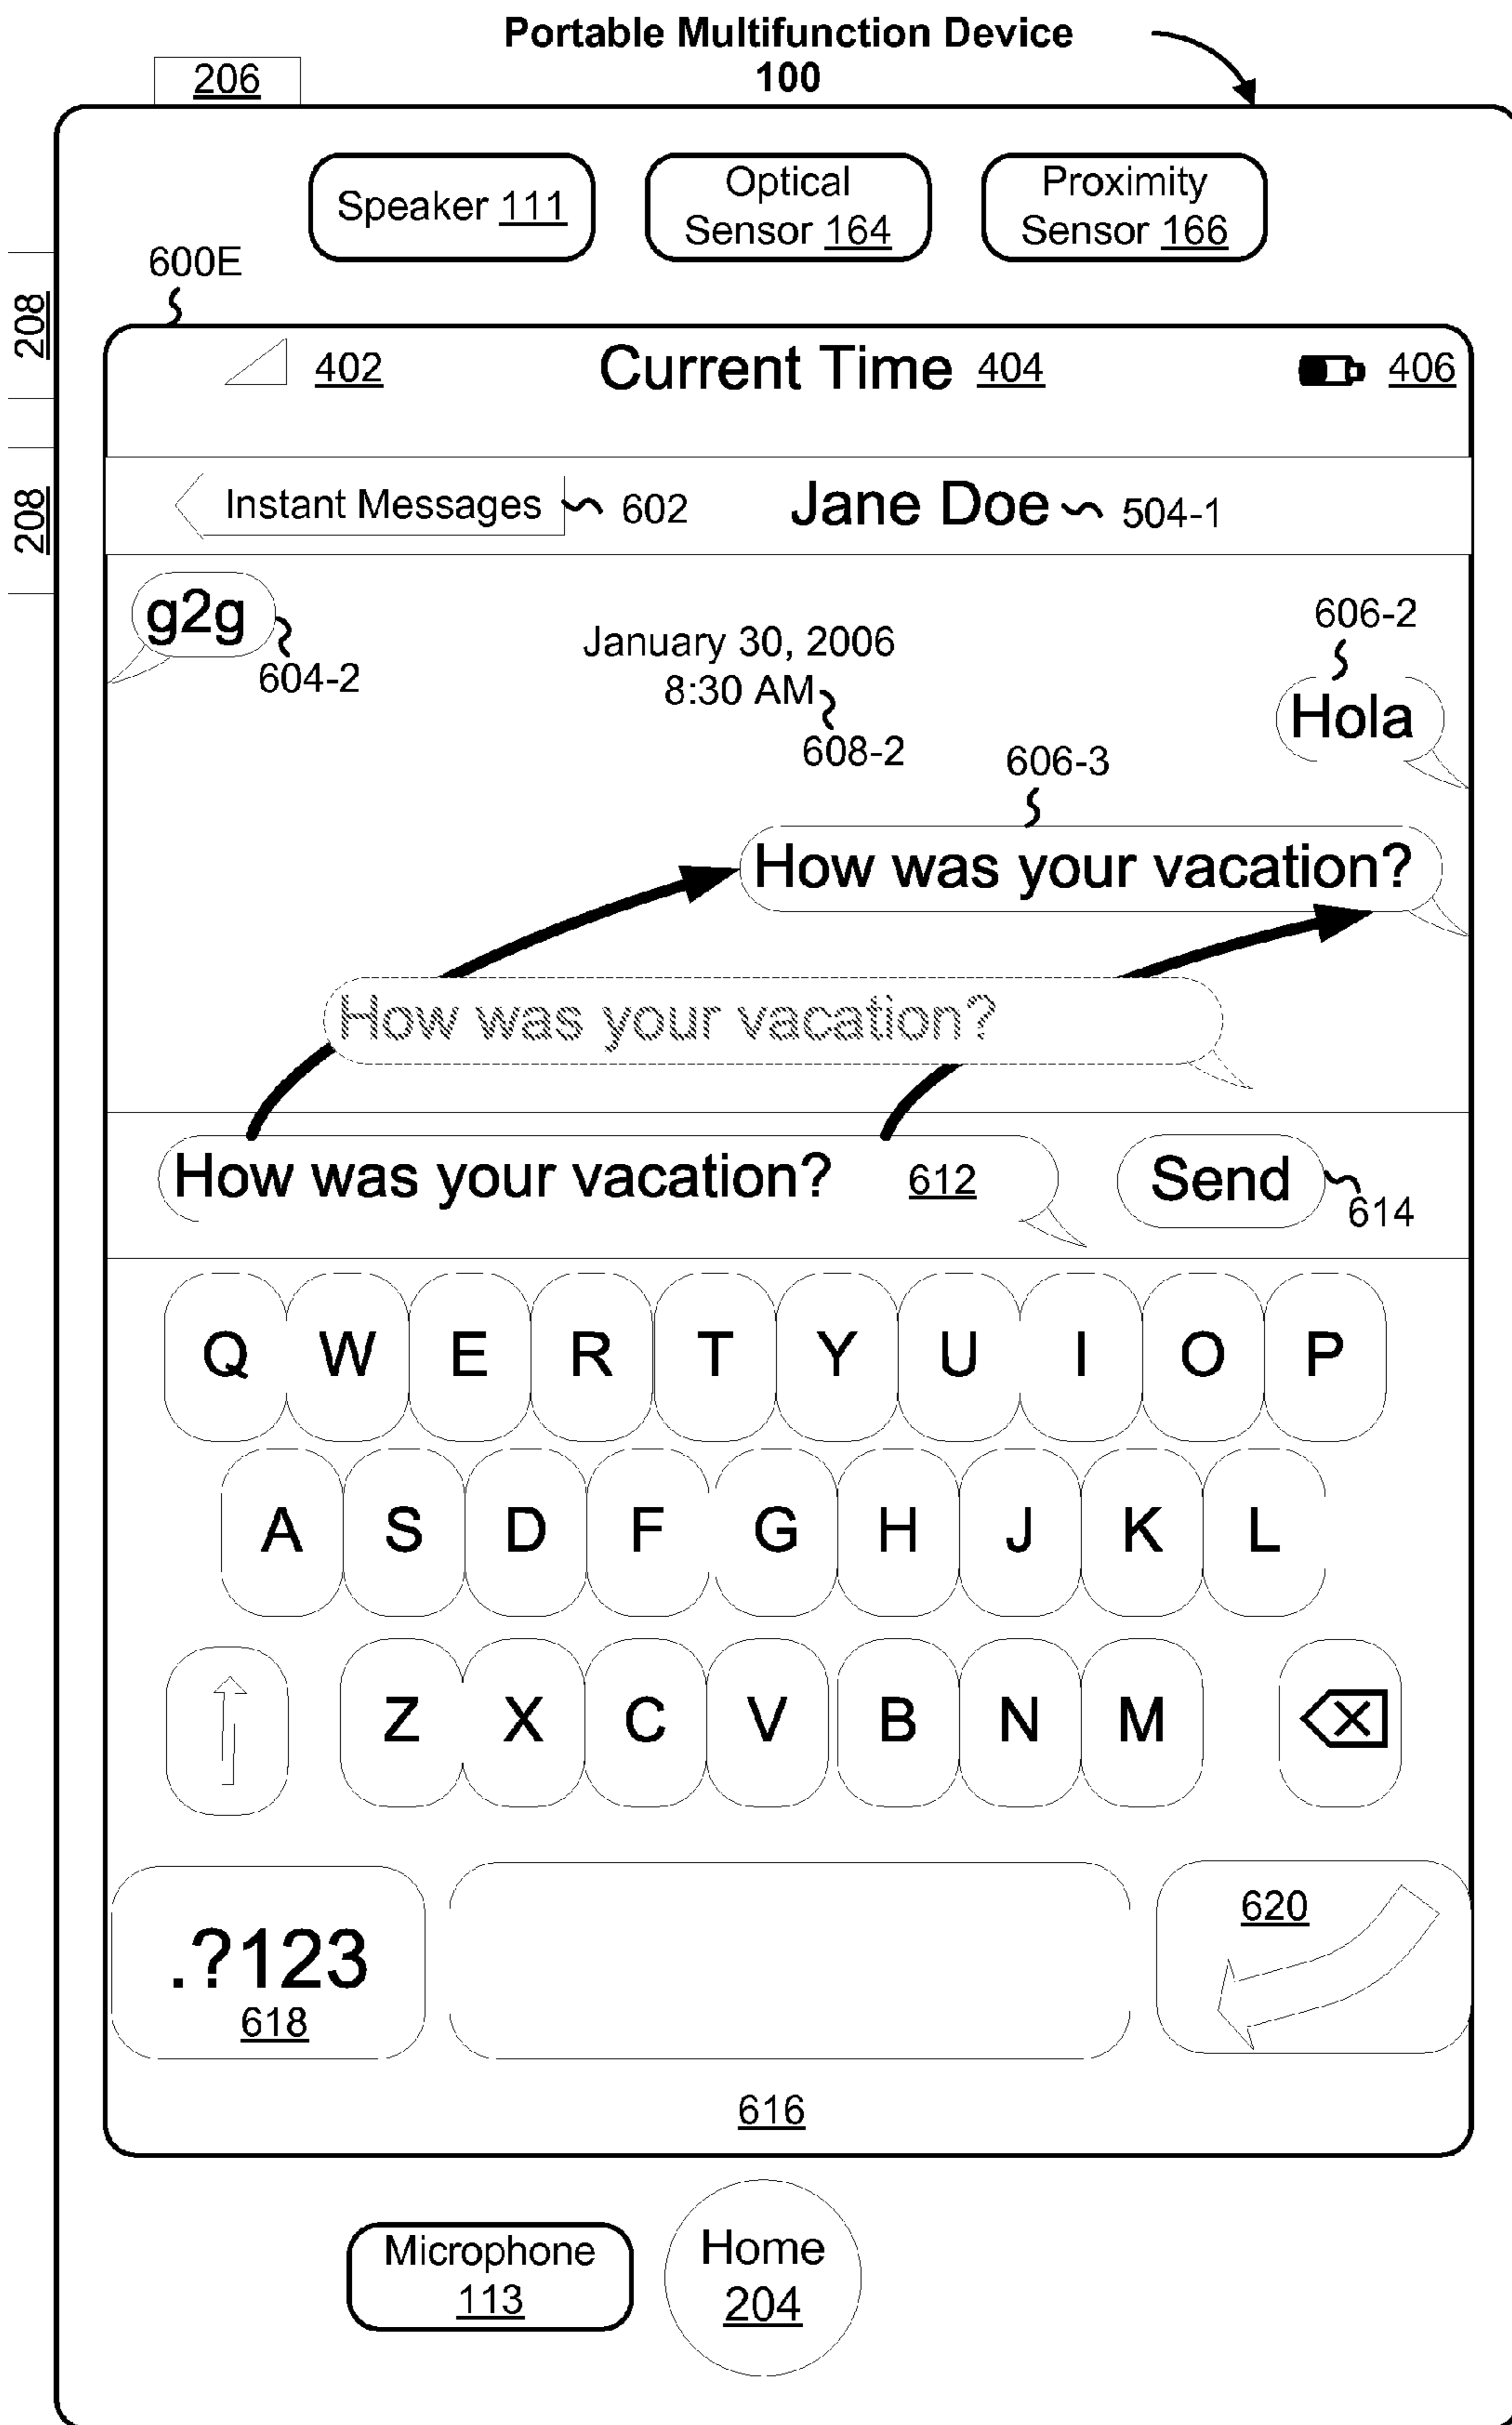 Portable Multifunction Device
100
206
Speaker 111
Optical
Sensor 164
Proximity
Sensor 166
600E
208
402
Current Time 404
406
208
Instant Messages
602
Jane Doe
504-1
g2g
604-2
January 30, 2006
8:30 AM
608-2
606-2
Hola
606-3
How was your vacation?
How was your vacation?
How was your vacation?
612
Send
614
Q W E R T Y U I O P
A S D F G H J K L
Z X C V B N M
.?123
618
620
616
Microphone
113
Home
204